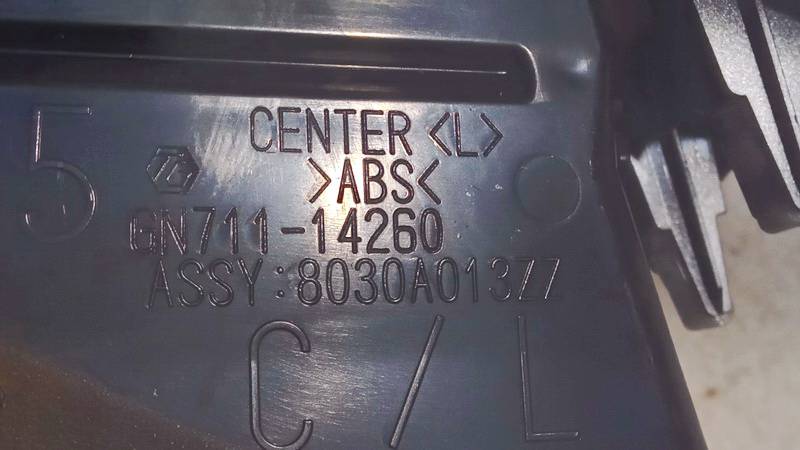 5
CENTER <L>
>ABS<
GN711-14260
ASSY:8030A013ZZ
C/L